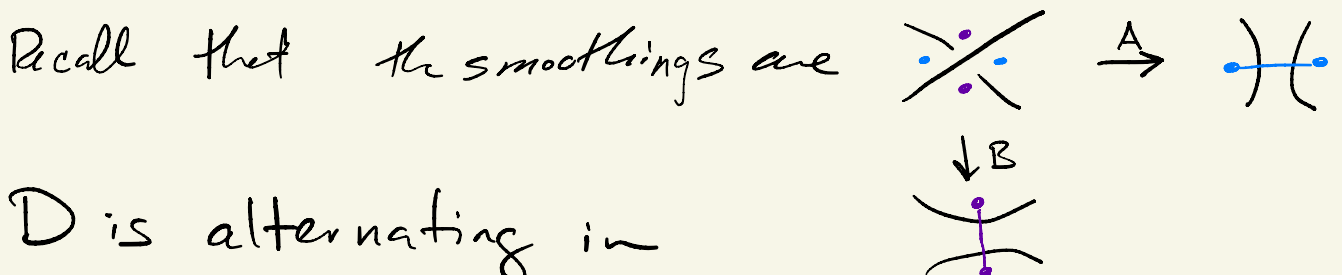 Recall that the smoothings are A
B
D is alternating in